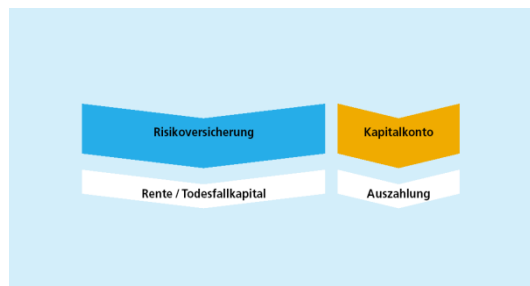 Risikoversicherung
Kapitalkonto
Rente / Todesfallkapital
Auszahlung